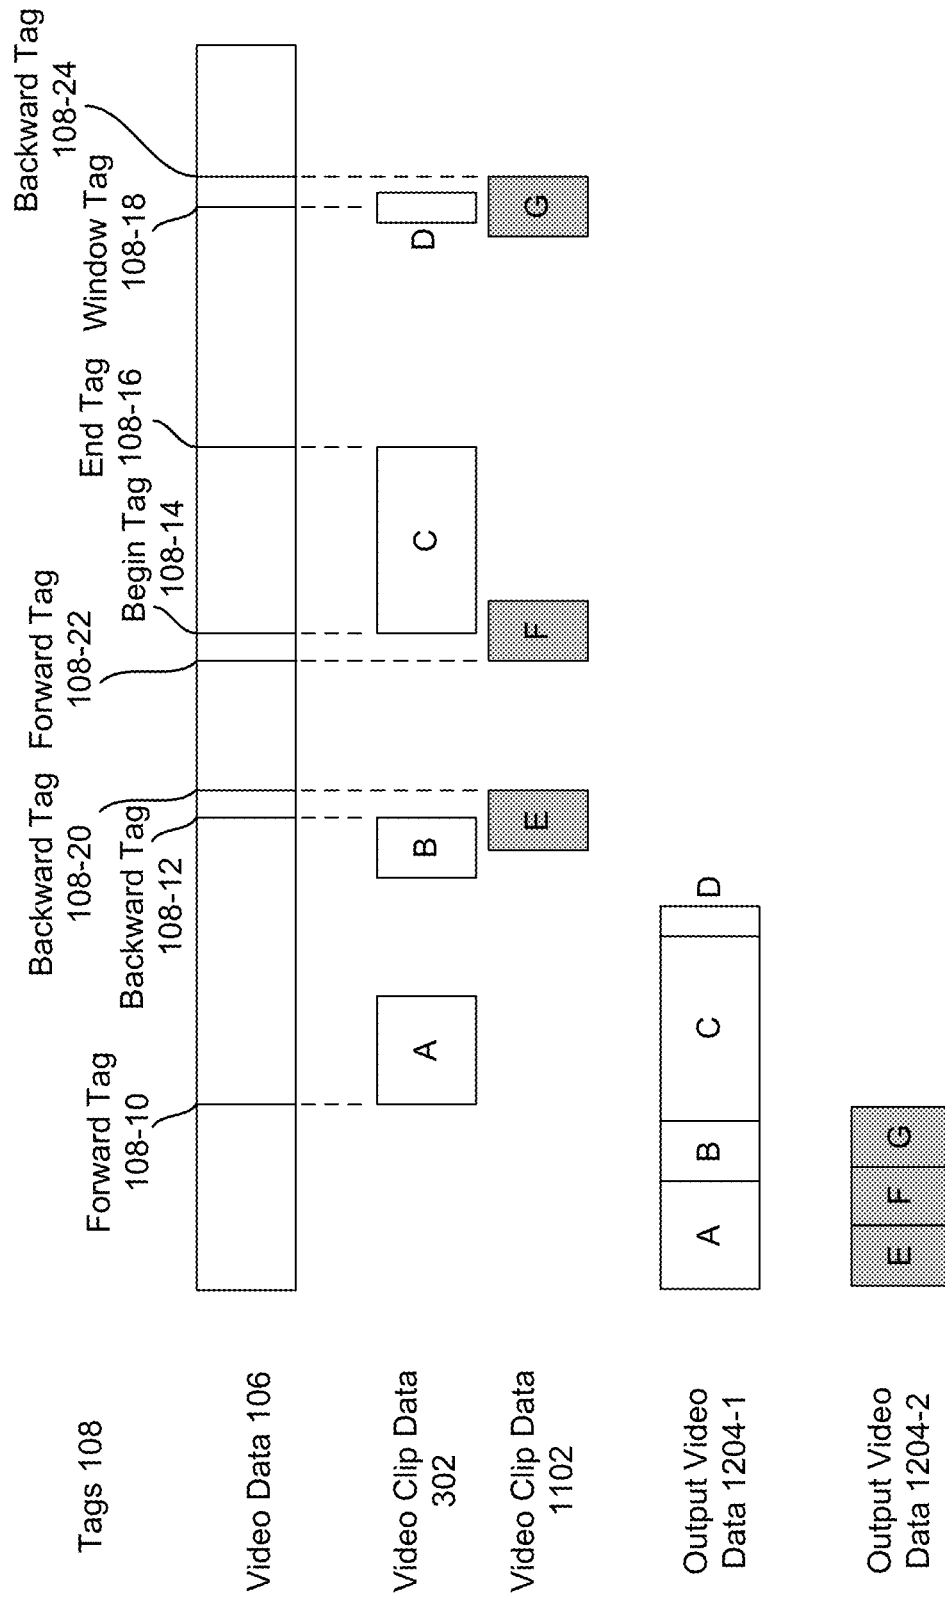 Tags 108
Forward Tag
108-10
Backward Tag
108-20
Backward Tag
108-12
Forward Tag
108-22
Begin Tag
108-14
End Tag
108-16
Window Tag
108-18
Backward Tag
108-24
Video Data 106
Video Clip Data
302
A
B
C
D
Video Clip Data
1102
E
F
G
Output Video
Data 1204-1
A
B
C
D
Output Video
Data 1204-2
E
F
G